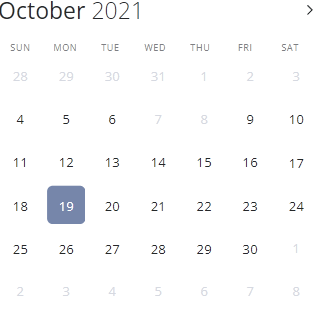 October 2021
SUN MON TUE WED THU FRI SAT
28 29 30 31 1 2 3
4 5 6 7 8 9 10
11 12 13 14 15 16 17
18 19 20 21 22 23 24
25 26 27 28 29 30 1
2 3 4 5 6 7 8